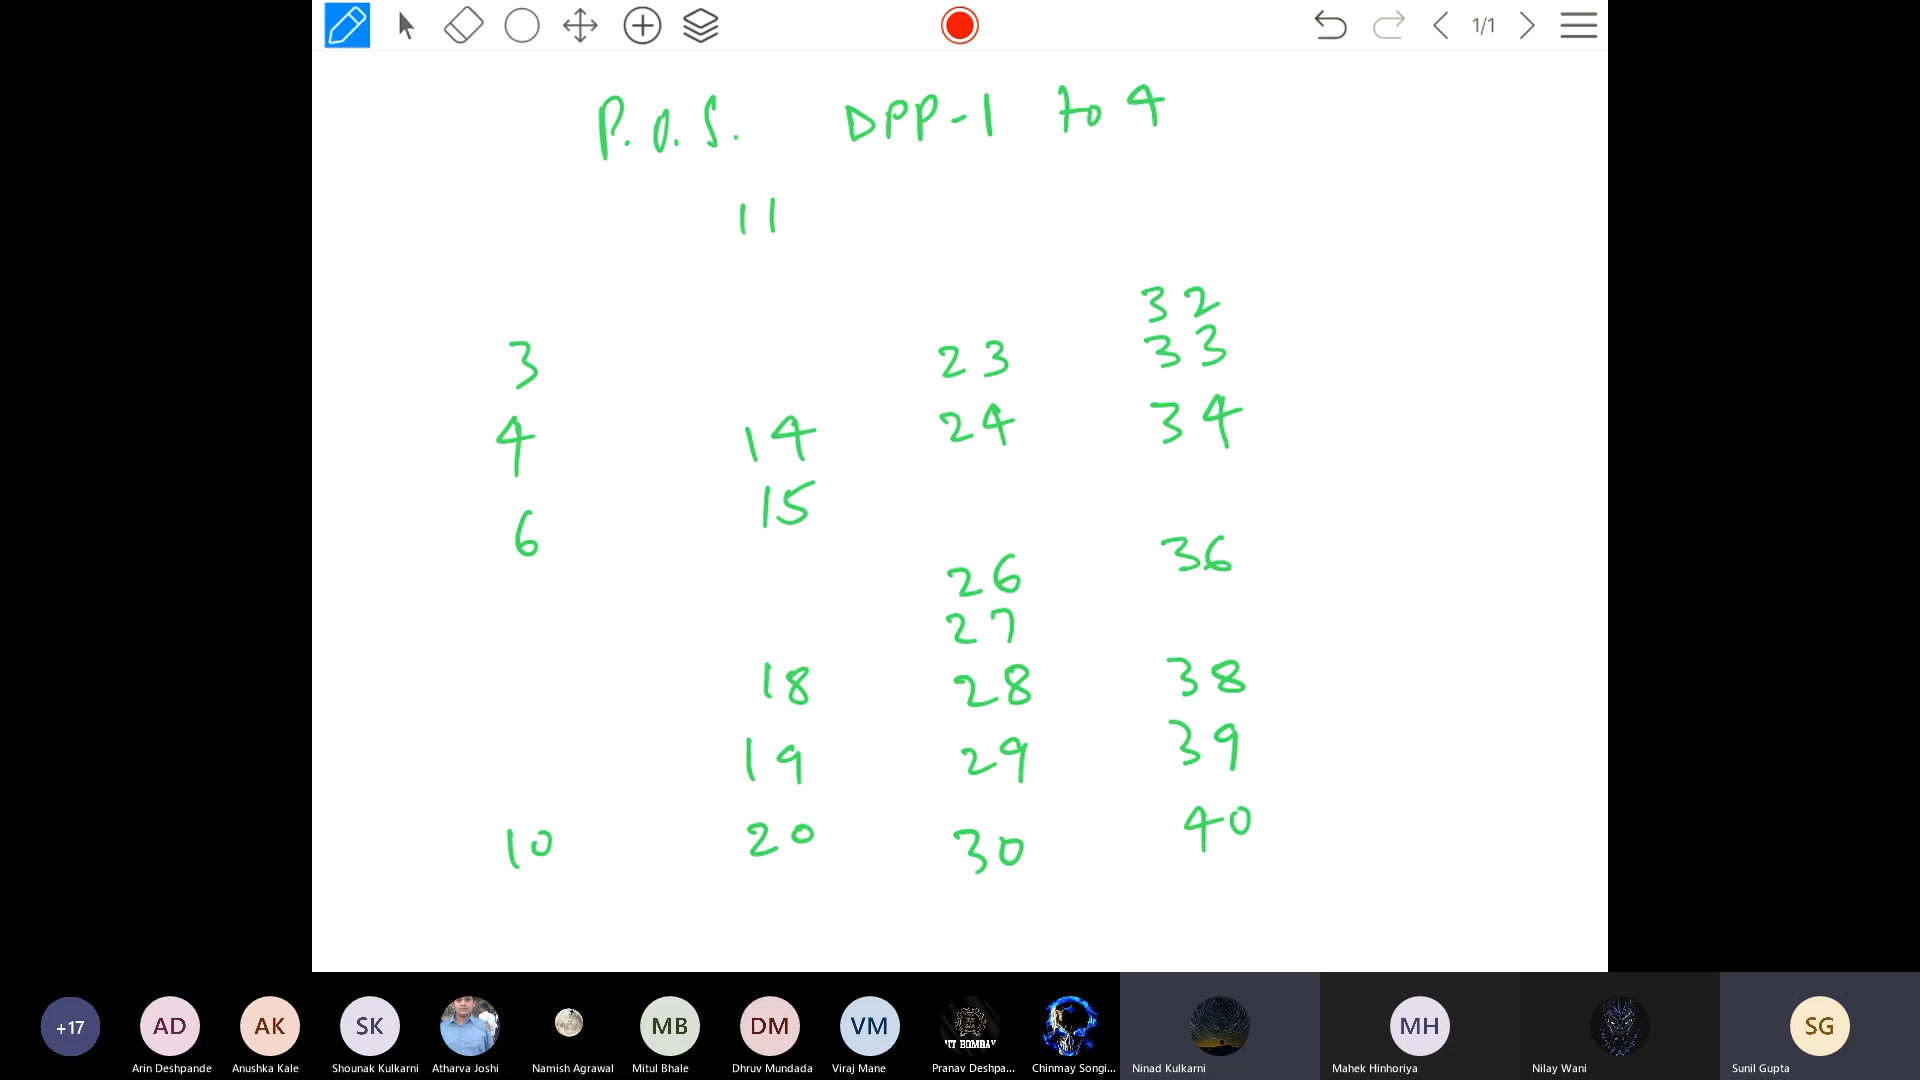 1/1
P.O.S. DPP-1 to 4
11
32
3 23 33
4 14 24 34
15
6 26 36
27
18 28 38
19 29 39
10 20 30 40
+17 AD AK SK MB DM VM IIT BOMBAY MH SG
Arin Deshpande Anushka Kale Shounak Kulkarni Atharva Joshi Namish Agrawal Mitul Bhale Dhruv Mundada Viraj Mane Pranav Deshpa... Chinmay Songi... Ninad Kulkarni Mahek Hinhoriya Nilay Wani Sunil Gupta